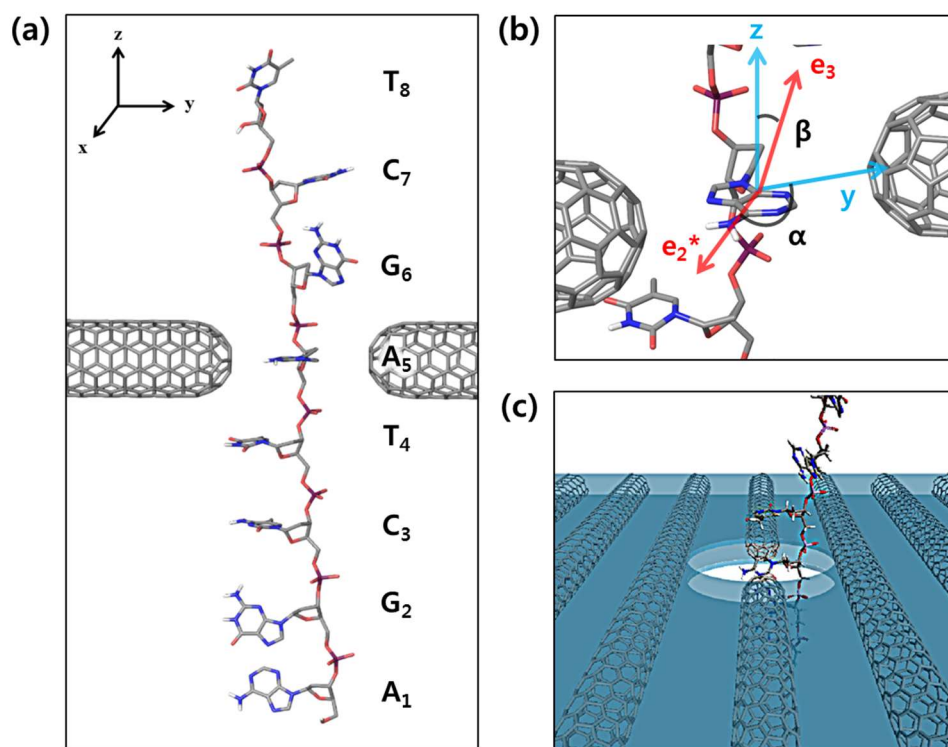 (a)
z
y
x
T₈
C₇
G₆
A₅
T₄
C₃
G₂
A₁
(b)
z
e₃
β
y
α
e₂*
(c)